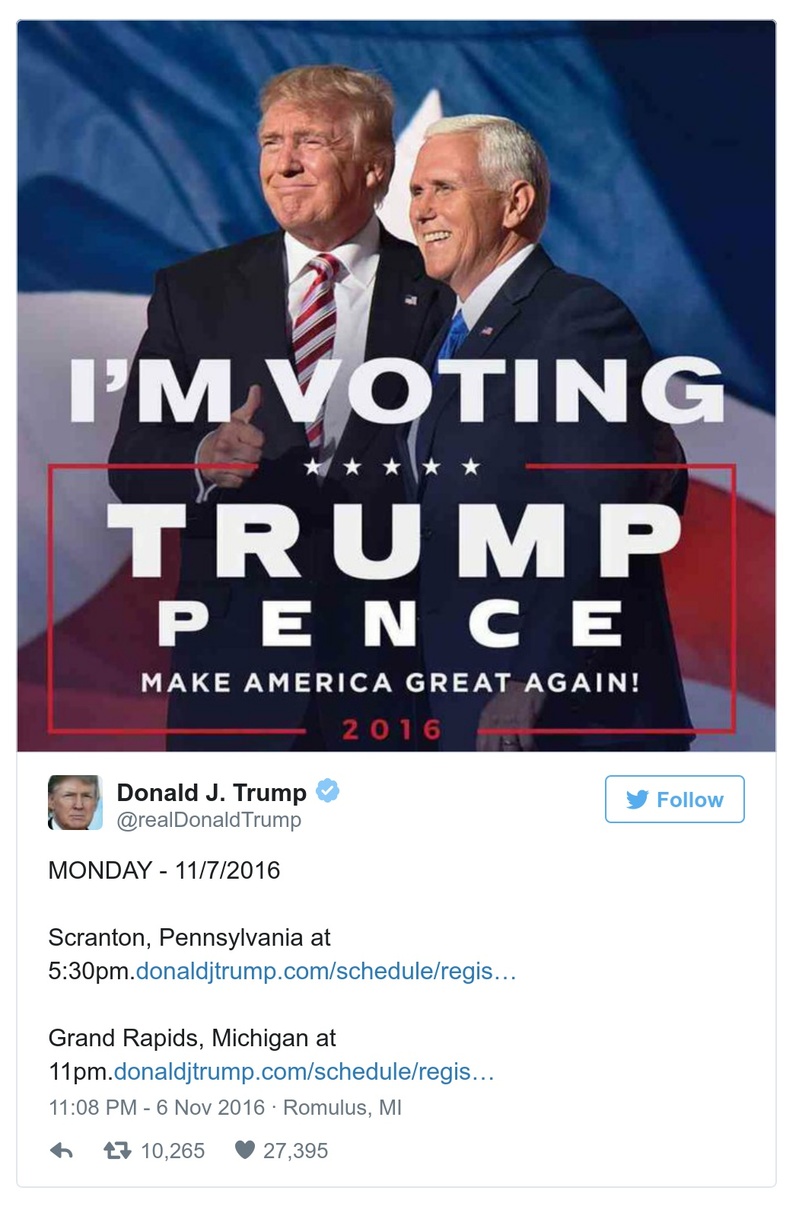 I'M VOTING
TRUMP
PENCE
MAKE AMERICA GREAT AGAIN!
2016
Donald J. Trump
@realDonaldTrump
Follow
MONDAY - 11/7/2016
Scranton, Pennsylvania at
5:30pm.donaldjtrump.com/schedule/regis…
Grand Rapids, Michigan at
11pm.donaldjtrump.com/schedule/regis…
11:08 PM - 6 Nov 2016 · Romulus, MI
10,265 27,395